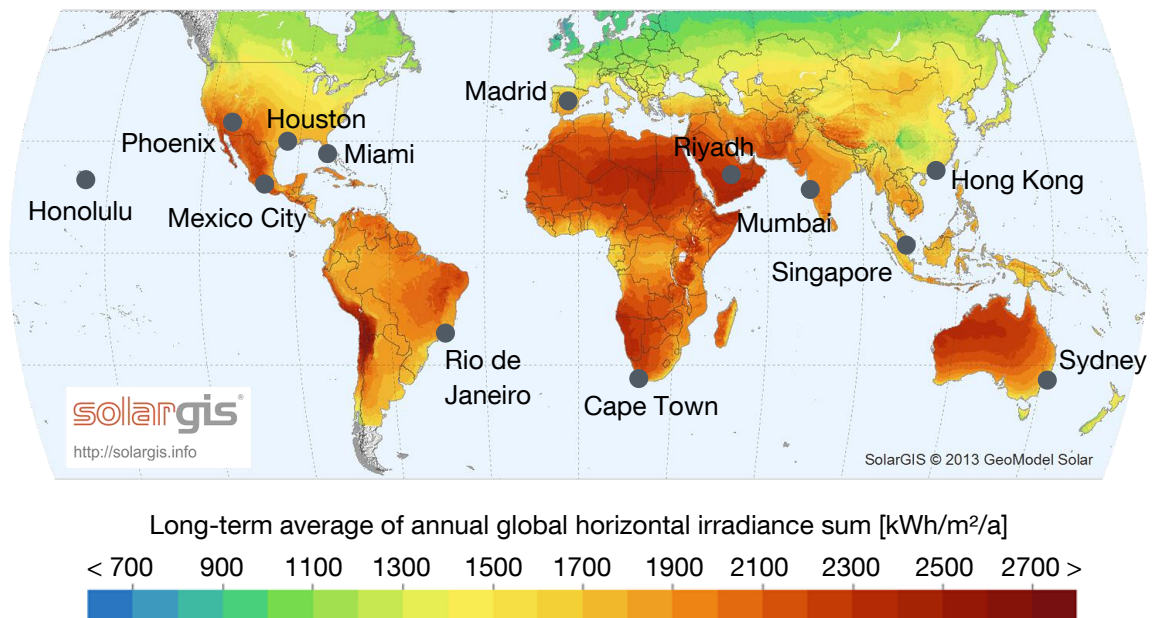 Madrid
Houston
Phoenix
Miami
Riyadh
Hong Kong
Honolulu
Mexico City
Mumbai
Singapore
Rio de
Janeiro
Sydney
Cape Town
solargis®
http://solargis.info
SolarGIS © 2013 GeoModel Solar
Long-term average of annual global horizontal irradiance sum [kWh/m²/a]
< 700 900 1100 1300 1500 1700 1900 2100 2300 2500 2700 >